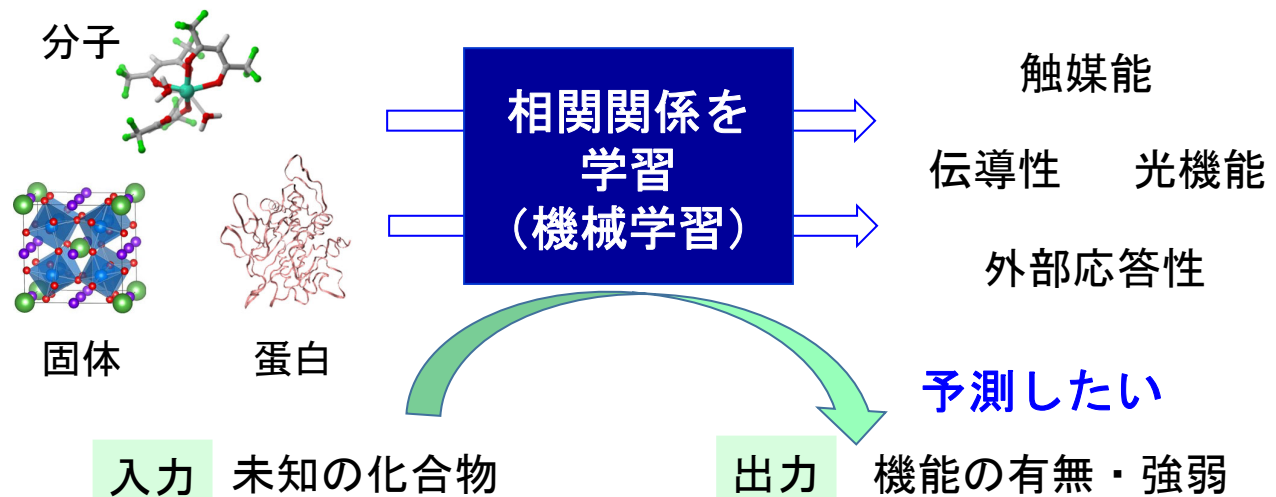 分子
固体
蛋白
相関関係を
学習
（機械学習）
触媒能
伝導性　光機能
外部応答性
予測したい
入力 未知の化合物
出力 機能の有無・強弱